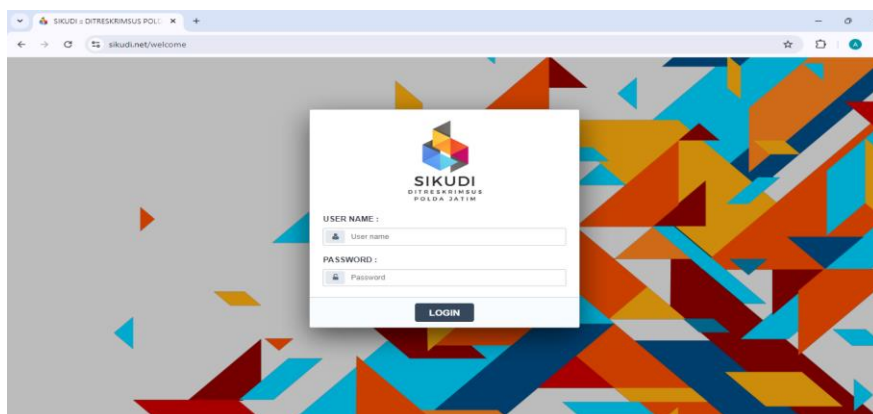 SIKUDI :: DITRESKRIMSUS POLD
sikudi.net/welcome
A
SIKUDI
DITRESKRIMSUS
POLDA JATIM
USER NAME :
User name
PASSWORD :
Password
LOGIN